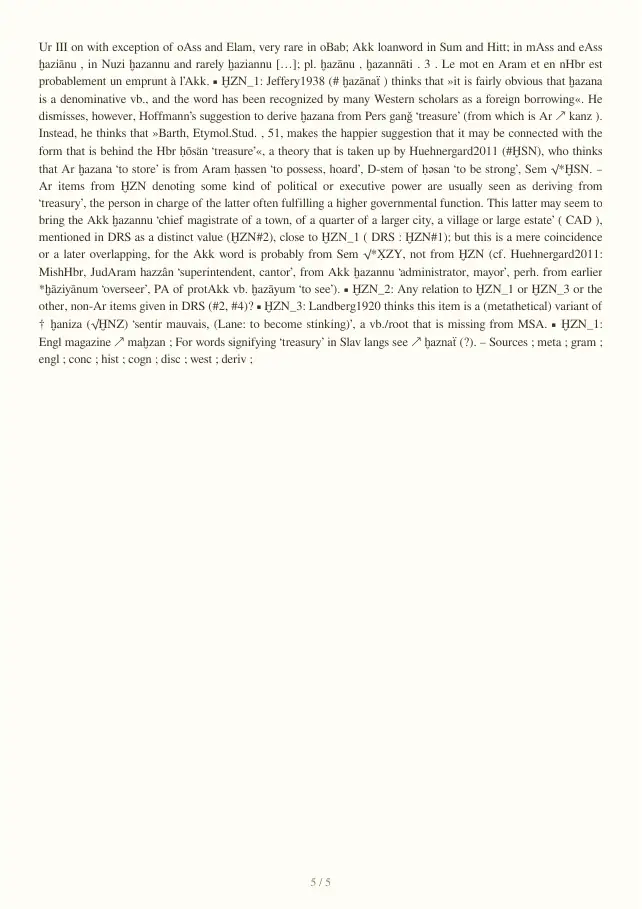 Ur III on with exception of oAss and Elam, very rare in oBab; Akk loanword in Sum and Hitt; in mAss and eAss
ḫaziānu , in Nuzi ḫazannu and rarely ḫaziannu […]; pl. ḫazānu , ḫazannāti . 3 . Le mot en Aram et en nHbr est
probablement un emprunt à l’Akk. ▪ ḪZN_1: Jeffery1938 (# ḫazānaẗ ) thinks that »it is fairly obvious that ḫazana
is a denominative vb., and the word has been recognized by many Western scholars as a foreign borrowing«. He
dismisses, however, Hoffmann’s suggestion to derive ḫazana from Pers ganǧ ‘treasure’ (from which is Ar ↗ kanz ).
Instead, he thinks that »Barth, Etymol.Stud. , 51, makes the happier suggestion that it may be connected with the
form that is behind the Hbr ḥōsän ‘treasure’«, a theory that is taken up by Huehnergard2011 (#ḤSN), who thinks
that Ar ḫazana ‘to store’ is from Aram ḥassen ‘to possess, hoard’, D-stem of ḥəsan ‘to be strong’, Sem √*ḪSN. –
Ar items from ḪZN denoting some kind of political or executive power are usually seen as deriving from
‘treasury’, the person in charge of the latter often fulfilling a higher governmental function. This latter may seem to
bring the Akk ḫazannu ‘chief magistrate of a town, of a quarter of a larger city, a village or large estate’ ( CAD ),
mentioned in DRS as a distinct value (ḪZN#2), close to ḪZN_1 ( DRS : ḪZN#1); but this is a mere coincidence
or a later overlapping, for the Akk word is probably from Sem √*ḤZY, not from ḪZN (cf. Huehnergard2011:
MishHbr, JudAram hazzân ‘superintendent, cantor’, from Akk ḫazannu ‘administrator, mayor’, perh. from earlier
*ḥāziyānum ‘overseer’, PA of protAkk vb. ḥazāyum ‘to see’). ▪ ḪZN_2: Any relation to ḪZN_1 or ḪZN_3 or the
other, non-Ar items given in DRS (#2, #4)? ▪ ḪZN_3: Landberg1920 thinks this item is a (metathetical) variant of
† ḫaniza (√ḪNZ) ‘sentir mauvais, (Lane: to become stinking)’, a vb./root that is missing from MSA. ▪ ḪZN_1:
Engl magazine ↗ maḫzan ; For words signifying ‘treasury’ in Slav langs see ↗ ḫaznaẗ (?). – Sources ; meta ; gram ;
engl ; conc ; hist ; cogn ; disc ; west ; deriv ;
5 / 5